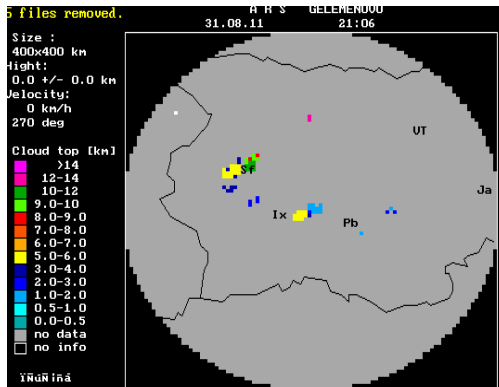 5 files removed.
A R S GELEMENOVO
31.08.11 21:06
Size :
400x400 km
Hight:
0.0 +/- 0.0 km
Velocity:
0 km/h
270 deg
Cloud top [km]
>14
12-14
10-12
9.0-10
8.0-9.0
7.0-8.0
6.0-7.0
5.0-6.0
3.0-4.0
2.0-3.0
1.0-2.0
0.5-1.0
0.0-0.5
no data
no info
VT
Sf
Ja
Ix
Pb